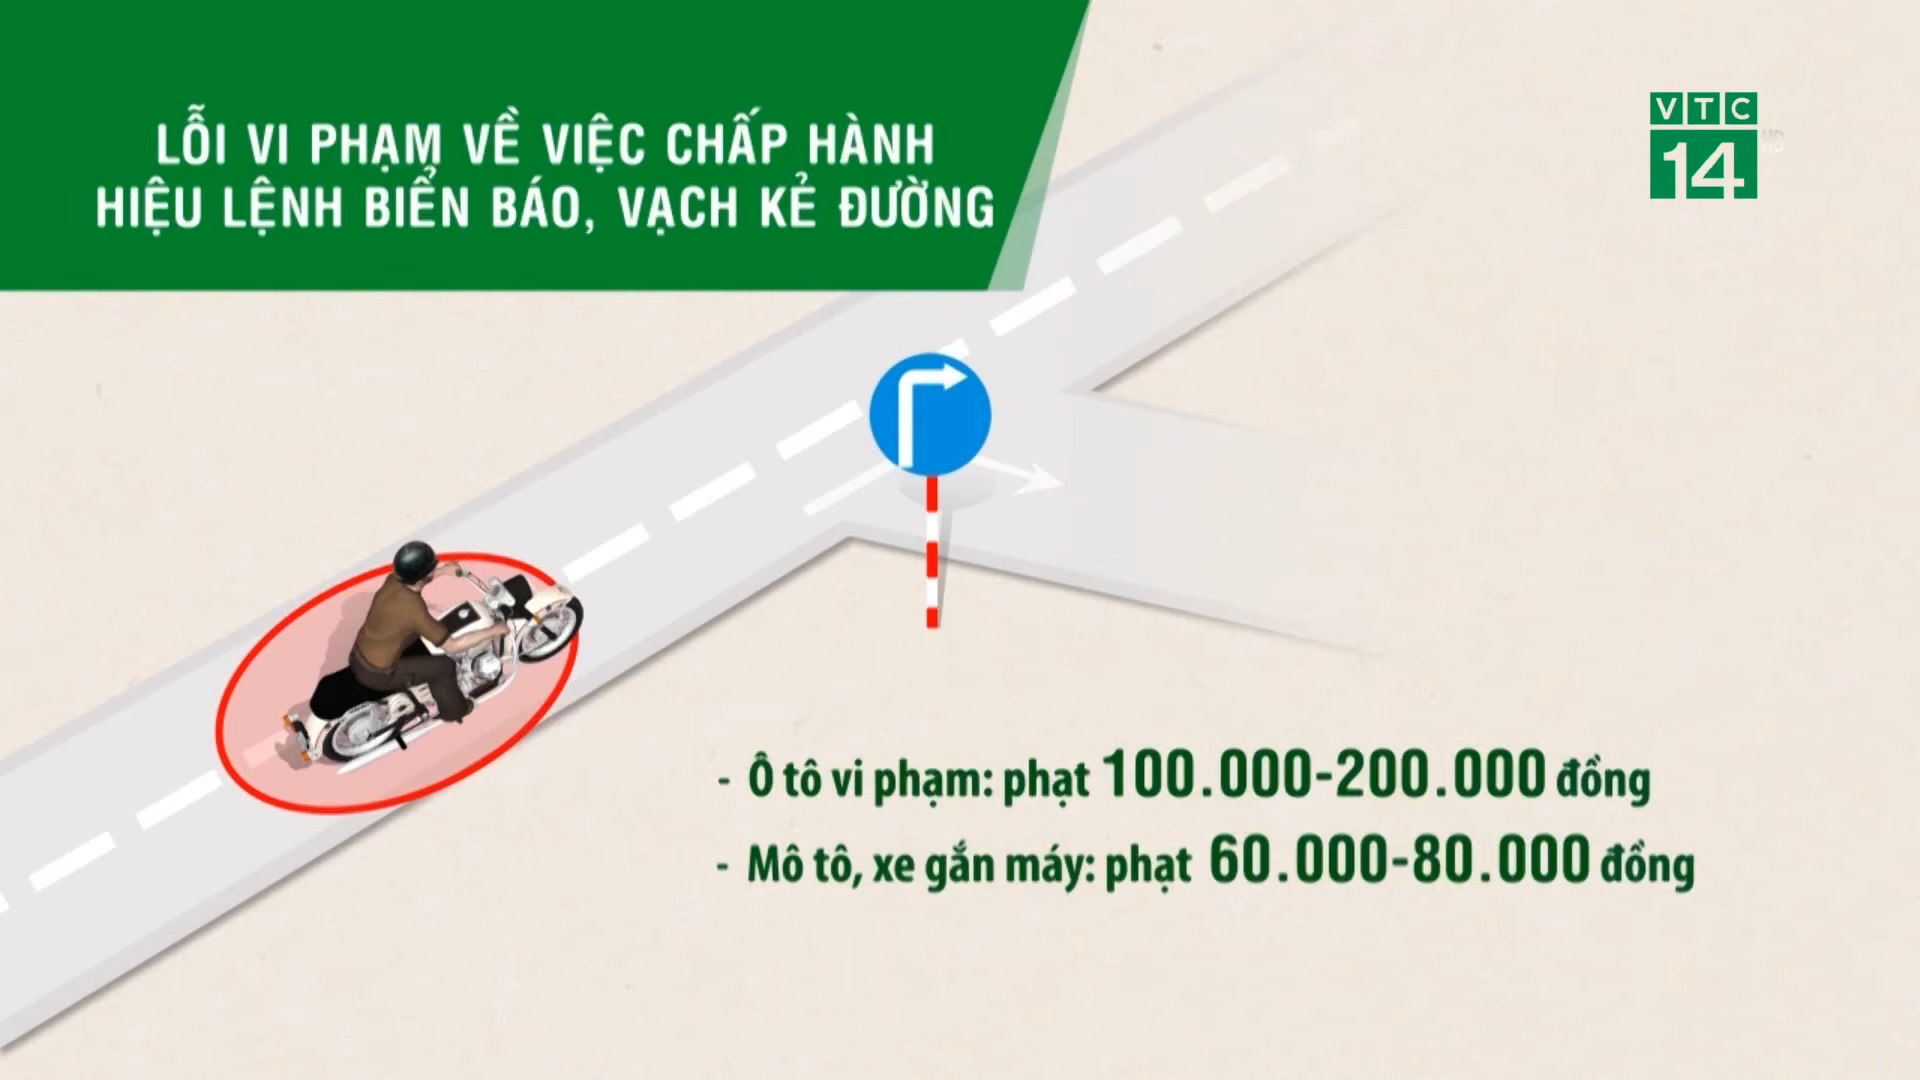 LỖI VI PHẠM VỀ VIỆC CHẤP HÀNH
HIỆU LỆNH BIỂN BÁO, VẠCH KẺ ĐƯỜNG
VTC
14
HD
- Ô tô vi phạm: phạt 100.000-200.000 đồng
- Mô tô, xe gắn máy: phạt 60.000-80.000 đồng